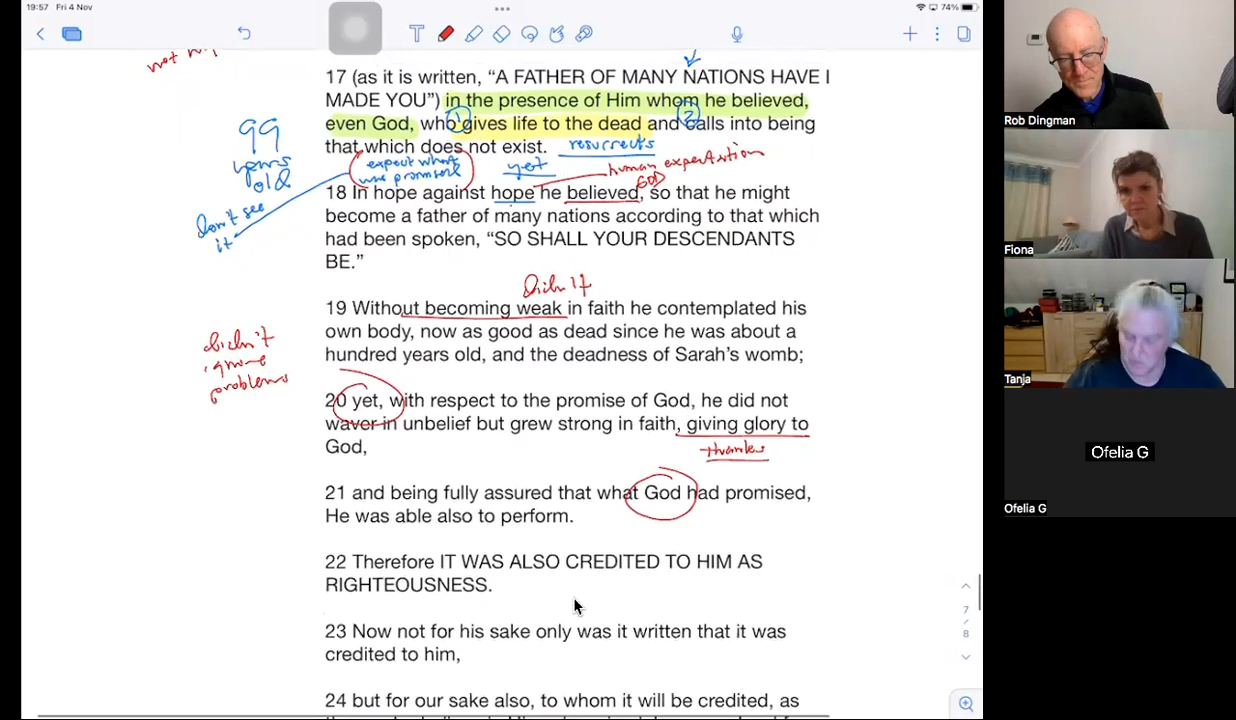 19:57 Fri 4 Nov
74%
not
17 (as it is written, “A FATHER OF MANY NATIONS HAVE I
MADE YOU”) in the presence of Him whom he believed,
even God, who gives life to the dead and calls into being
1
2
that which does not exist.
resurrects
99
years
old
expect what
was promised
yet
human expectation
GOD
18 In hope against hope he believed, so that he might
become a father of many nations according to that which
had been spoken, “SO SHALL YOUR DESCENDANTS
BE.”
don't see
it
didn't
19 Without becoming weak in faith he contemplated his
own body, now as good as dead since he was about a
hundred years old, and the deadness of Sarah’s womb;
didn't
ignore
problems
20 yet, with respect to the promise of God, he did not
waver in unbelief but grew strong in faith, giving glory to
God,
thanks
21 and being fully assured that what God had promised,
He was able also to perform.
22 Therefore IT WAS ALSO CREDITED TO HIM AS
RIGHTEOUSNESS.
23 Now not for his sake only was it written that it was
credited to him,
24 but for our sake also, to whom it will be credited, as
7
/
8
Rob Dingman
Fiona
Tanja
Ofelia G
Ofelia G